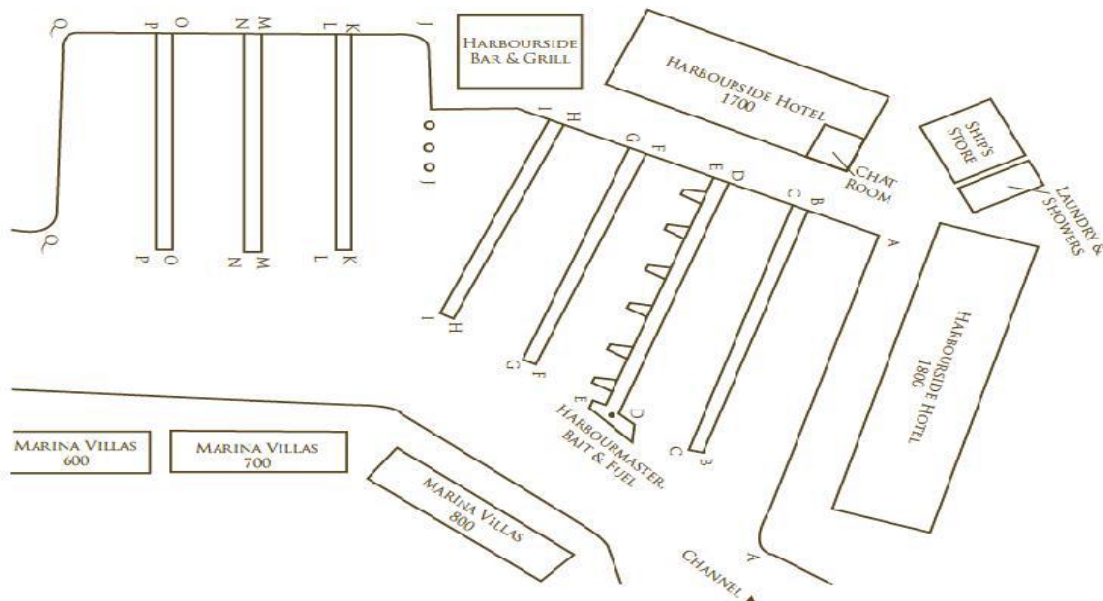 Q
P
O
N
M
L
K
J
HARBOURSIDE
BAR & GRILL
HARBOURSIDE HOTEL
1700
CHAT
ROOM
SHIP'S
STORE
LAUNDRY &
SHOWERS
I
H
G
F
E
D
C
B
A
J
Q
P
O
N
M
L
K
I
H
G
F
E
D
C
B
A
HARBOURSIDE HOTEL
1800
HARBOURMASTER,
BAIT & FUEL
MARINA VILLAS
600
MARINA VILLAS
700
MARINA VILLAS
800
CHANNEL